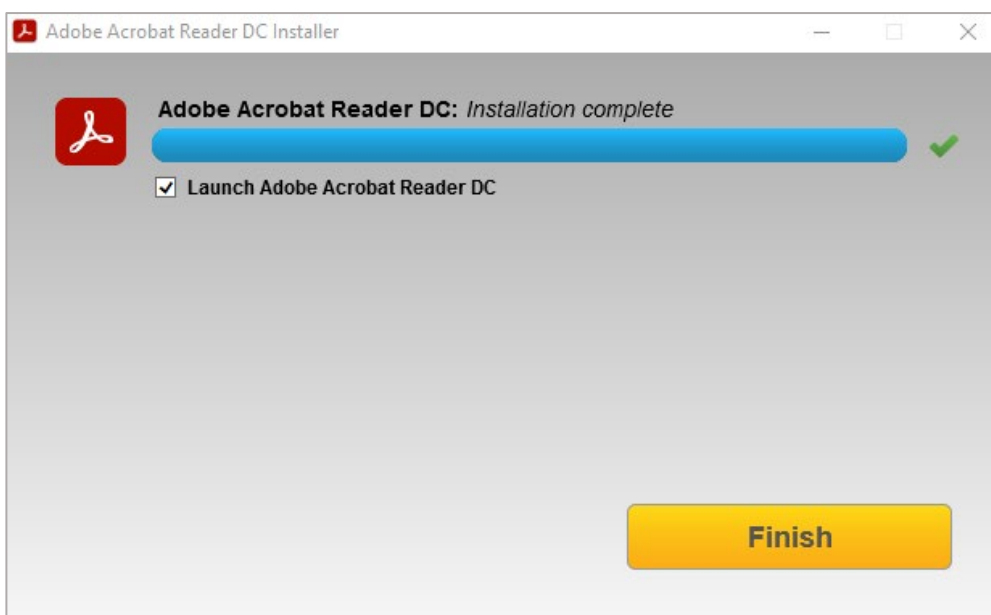 Adobe Acrobat Reader DC Installer
Adobe Acrobat Reader DC: Installation complete
Launch Adobe Acrobat Reader DC
Finish